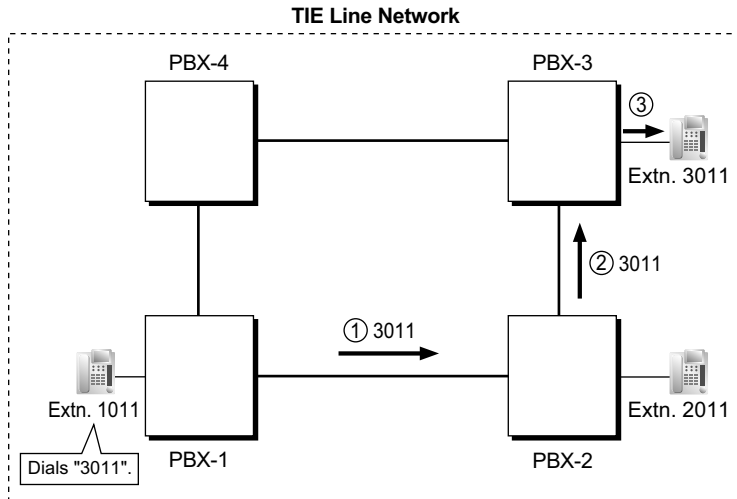 TIE Line Network
PBX-4
PBX-3
3
Extn. 3011
2 3011
1 3011
Extn. 1011
Extn. 2011
Dials "3011".
PBX-1
PBX-2